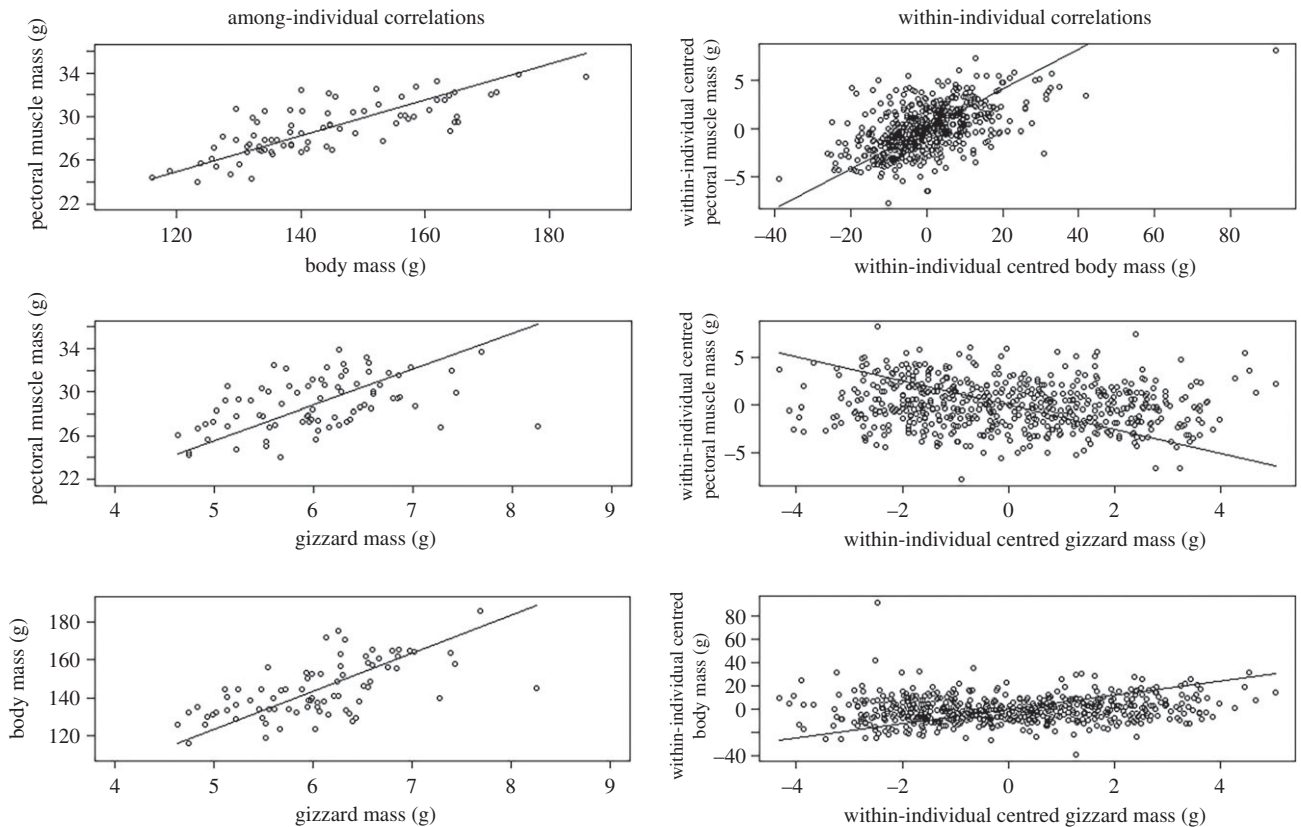 among-individual correlations
within-individual correlations
pectoral muscle mass (g)
34
30
26
22
120 140 160 180
body mass (g)
within-individual centred
pectoral muscle mass (g)
5
0
–5
–40 –20 0 20 40 60 80
within-individual centred body mass (g)
pectoral muscle mass (g)
34
30
26
22
4 5 6 7 8 9
gizzard mass (g)
within-individual centred
pectoral muscle mass (g)
5
0
–5
–4 –2 0 2 4
within-individual centred gizzard mass (g)
body mass (g)
180
160
140
120
4 5 6 7 8 9
gizzard mass (g)
within-individual centred
body mass (g)
80
60
40
20
0
–40
–4 –2 0 2 4
within-individual centred gizzard mass (g)